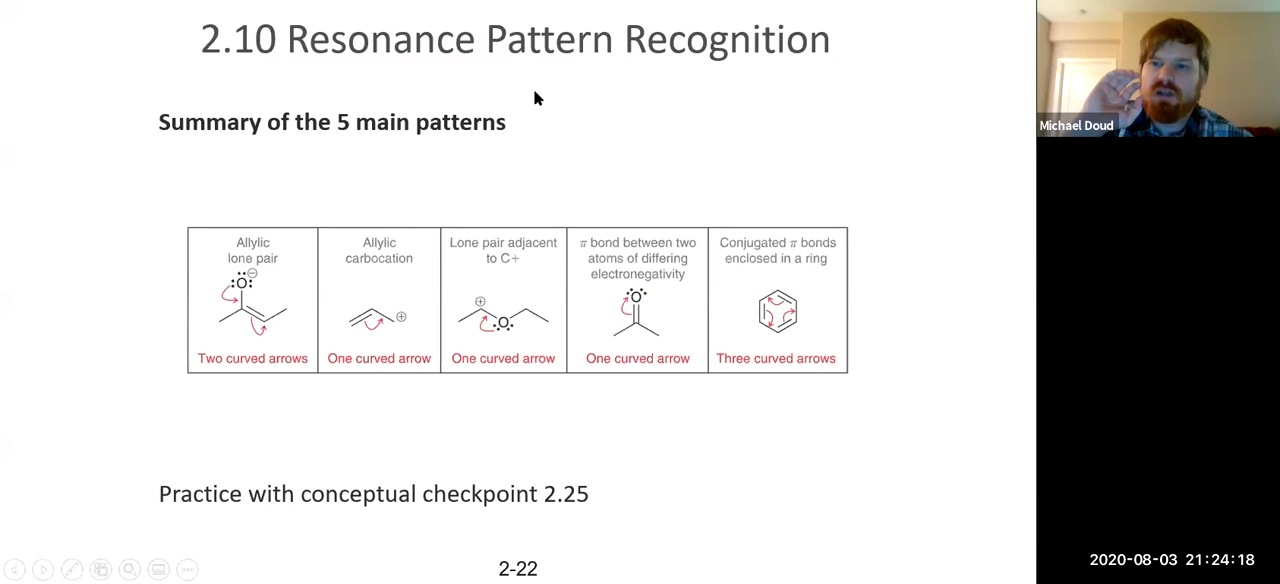 2.10 Resonance Pattern Recognition
Summary of the 5 main patterns
Allylic
lone pair
:Ö:⊖
Two curved arrows
Allylic
carbocation
⊕
One curved arrow
Lone pair adjacent
to C+
⊕
O
One curved arrow
π bond between two
atoms of differing
electronegativity
O
One curved arrow
Conjugated π bonds
enclosed in a ring
Three curved arrows
Practice with conceptual checkpoint 2.25
2-22
Michael Doud
2020-08-03 21:24:18